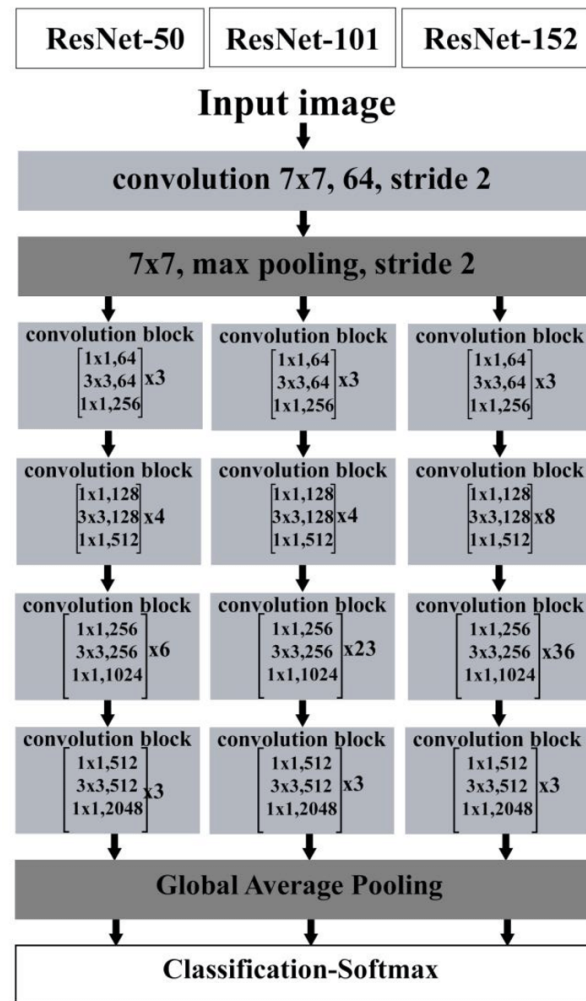 ResNet-50 ResNet-101 ResNet-152
Input image
convolution 7x7, 64, stride 2
7x7, max pooling, stride 2
convolution block
1x1,64
3x3,64 x3
1x1,256
convolution block
1x1,64
3x3,64 x3
1x1,256
convolution block
1x1,64
3x3,64 x3
1x1,256
convolution block
1x1,128
3x3,128 x4
1x1,512
convolution block
1x1,128
3x3,128 x4
1x1,512
convolution block
1x1,128
3x3,128 x8
1x1,512
convolution block
1x1,256
3x3,256 x6
1x1,1024
convolution block
1x1,256
3x3,256 x23
1x1,1024
convolution block
1x1,256
3x3,256 x36
1x1,1024
convolution block
1x1,512
3x3,512 x3
1x1,2048
convolution block
1x1,512
3x3,512 x3
1x1,2048
convolution block
1x1,512
3x3,512 x3
1x1,2048
Global Average Pooling
Classification-Softmax